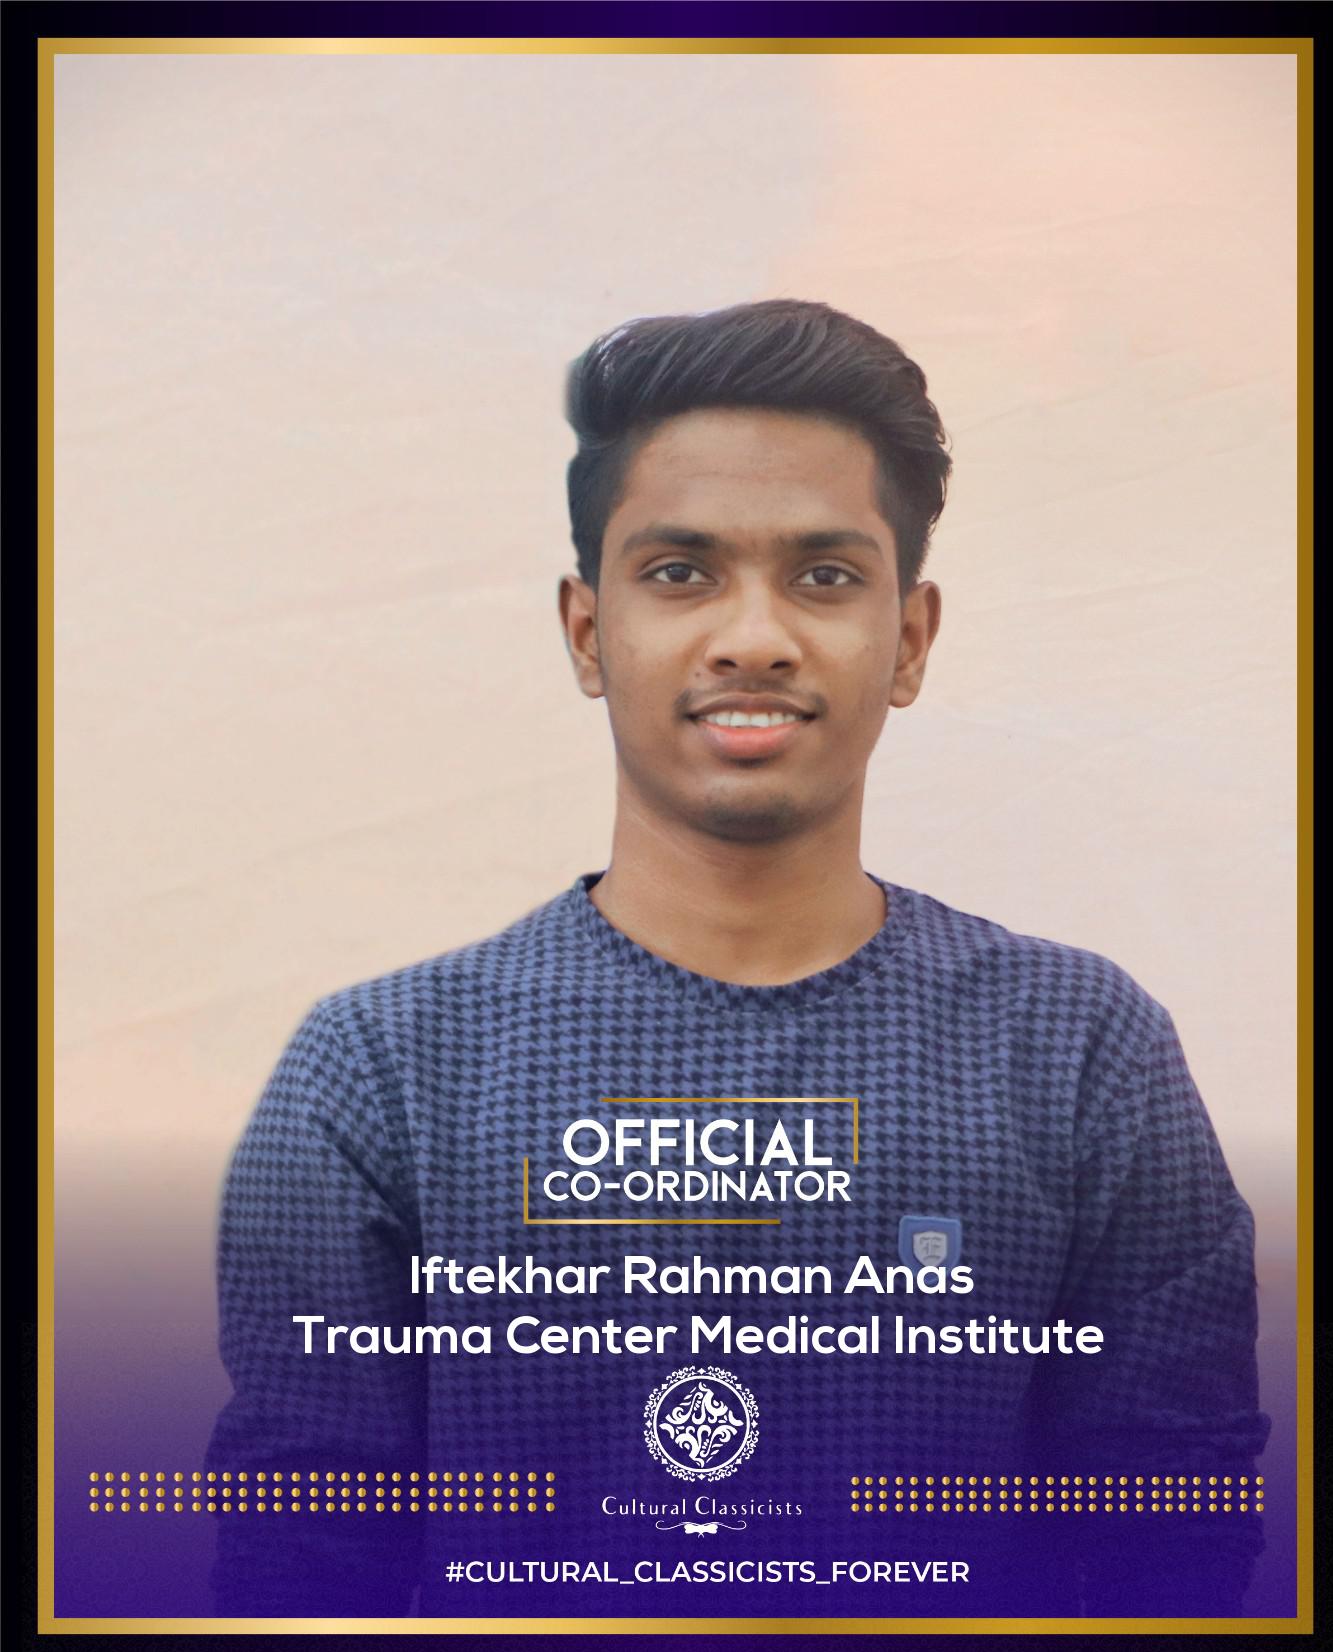 OFFICIAL
CO-ORDINATOR
Iftekhar Rahman Anas
Trauma Center Medical Institute
Cultural Classicists
#CULTURAL_CLASSICISTS_FOREVER